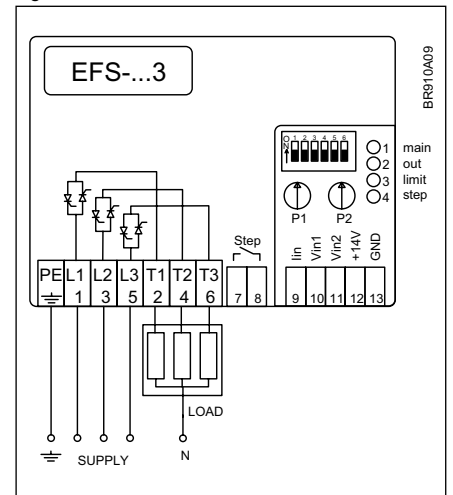 EFS-...3
BR910A09
ON
1 2 3 4 5 6
1 main
2 out
3 limit
4 step
P1 P2
Step
PE L1 L2 L3 T1 T2 T3
1 3 5 2 4 6
7 8
Iin Vin1 Vin2 +14V GND
9 10 11 12 13
LOAD
SUPPLY
N